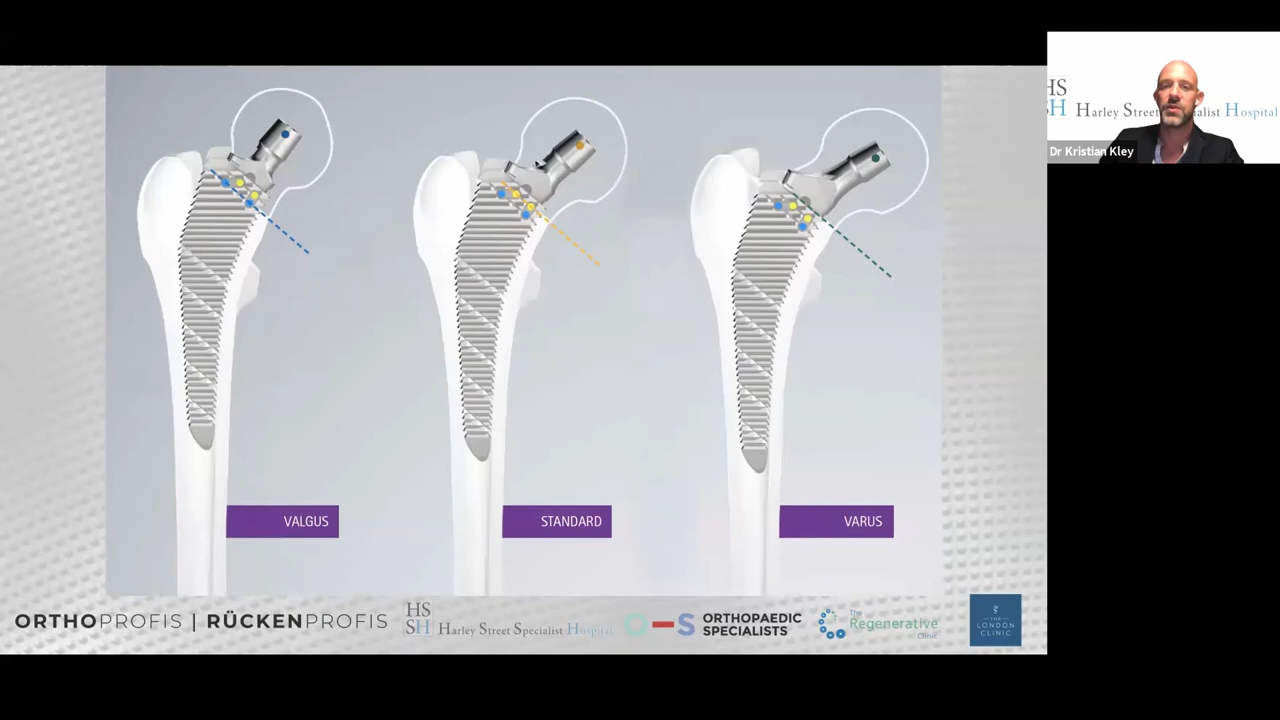 HS
SH Harley Street Specialist Hospital
Dr Kristian Kley
VALGUS
STANDARD
VARUS
ORTHOPROFIS | RÜCKENPROFIS
HS
SH Harley Street Specialist Hospital
O-S ORTHOPAEDIC
SPECIALISTS
The
Regenerative
Clinic
THE
LONDON
CLINIC